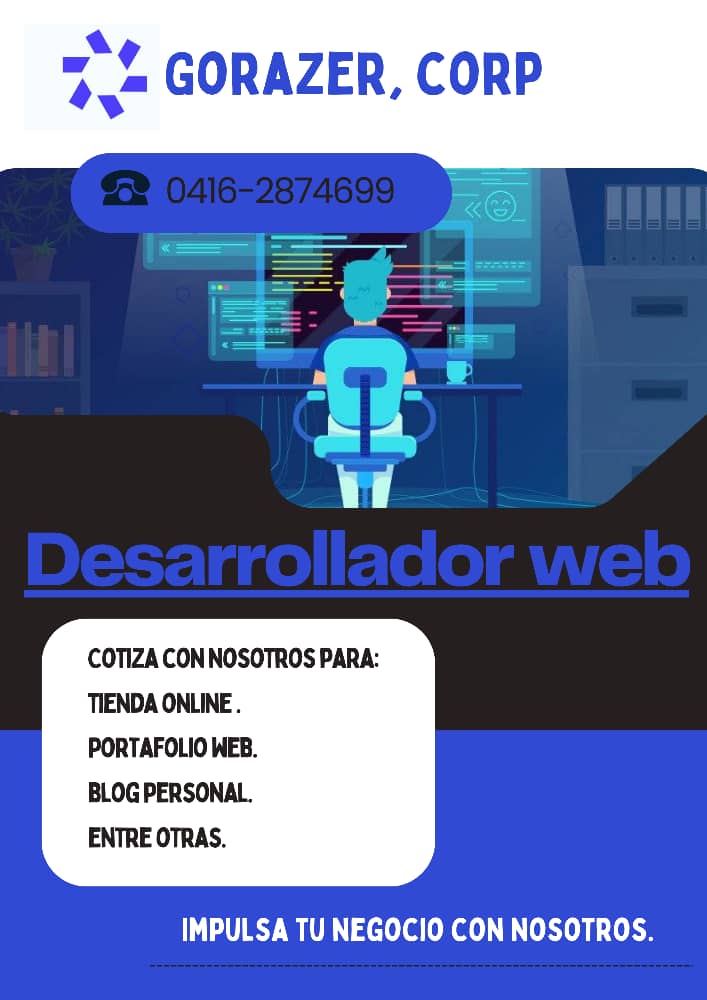 GORAZER, CORP
0416-2874699
Desarrollador web
COTIZA CON NOSOTROS PARA:
TIENDA ONLINE .
PORTAFOLIO WEB.
BLOG PERSONAL.
ENTRE OTRAS.
IMPULSA TU NEGOCIO CON NOSOTROS.